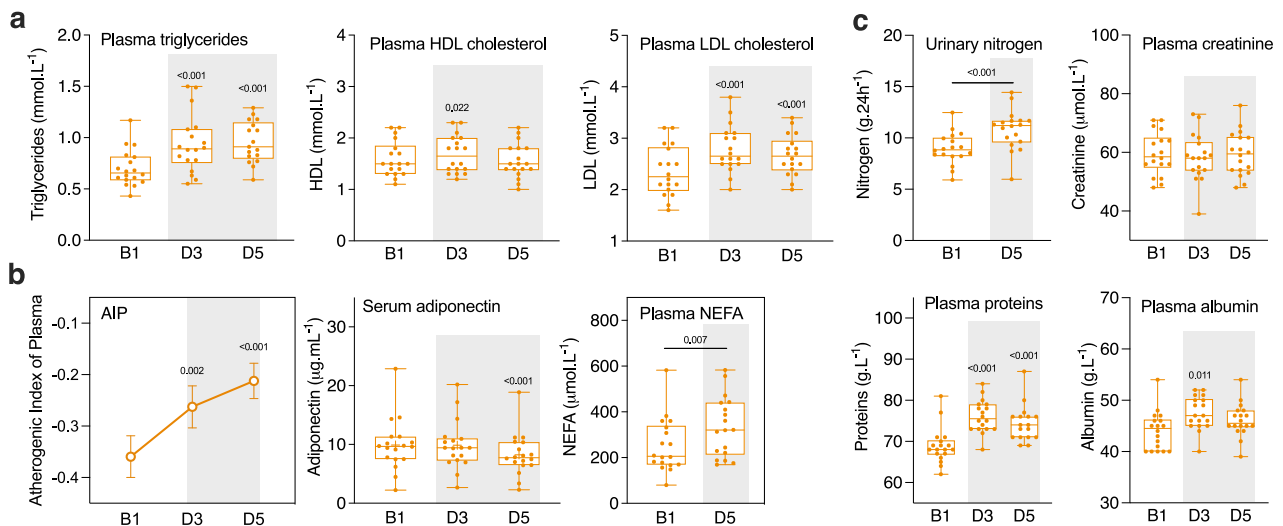 a
Plasma triglycerides
Triglycerides (mmol.L⁻¹)
2.0
1.5
1.0
0.5
0.0
<0.001
<0.001
B1 D3 D5
Plasma HDL cholesterol
HDL (mmol.L⁻¹)
4
3
2
1
0
0.022
B1 D3 D5
Plasma LDL cholesterol
LDL (mmol.L⁻¹)
5
4
3
2
1
<0.001
<0.001
B1 D3 D5
b
AIP
Atherogenic Index of Plasma
-0.1
-0.2
-0.3
-0.4
0.002
<0.001
B1 D3 D5
Serum adiponectin
Adiponectin (µg.mL⁻¹)
30
20
10
0
<0.001
B1 D3 D5
Plasma NEFA
NEFA (µmol.L⁻¹)
800
600
400
200
0
0.007
B1 D5
c
Urinary nitrogen
Nitrogen (g.24h⁻¹)
20
15
10
5
0
<0.001
B1 D5
Plasma creatinine
Creatinine (µmol.L⁻¹)
100
80
60
40
B1 D3 D5
Plasma proteins
Proteins (g.L⁻¹)
100
90
80
70
60
<0.001
<0.001
B1 D3 D5
Plasma albumin
Albumin (g.L⁻¹)
70
60
50
40
30
0.011
B1 D3 D5